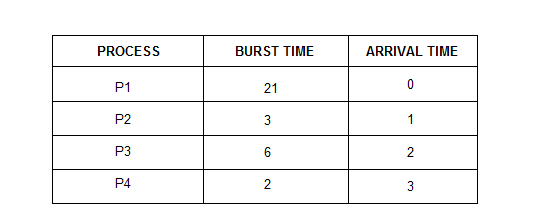 PROCESS BURST TIME ARRIVAL TIME
P1 21 0
P2 3 1
P3 6 2
P4 2 3